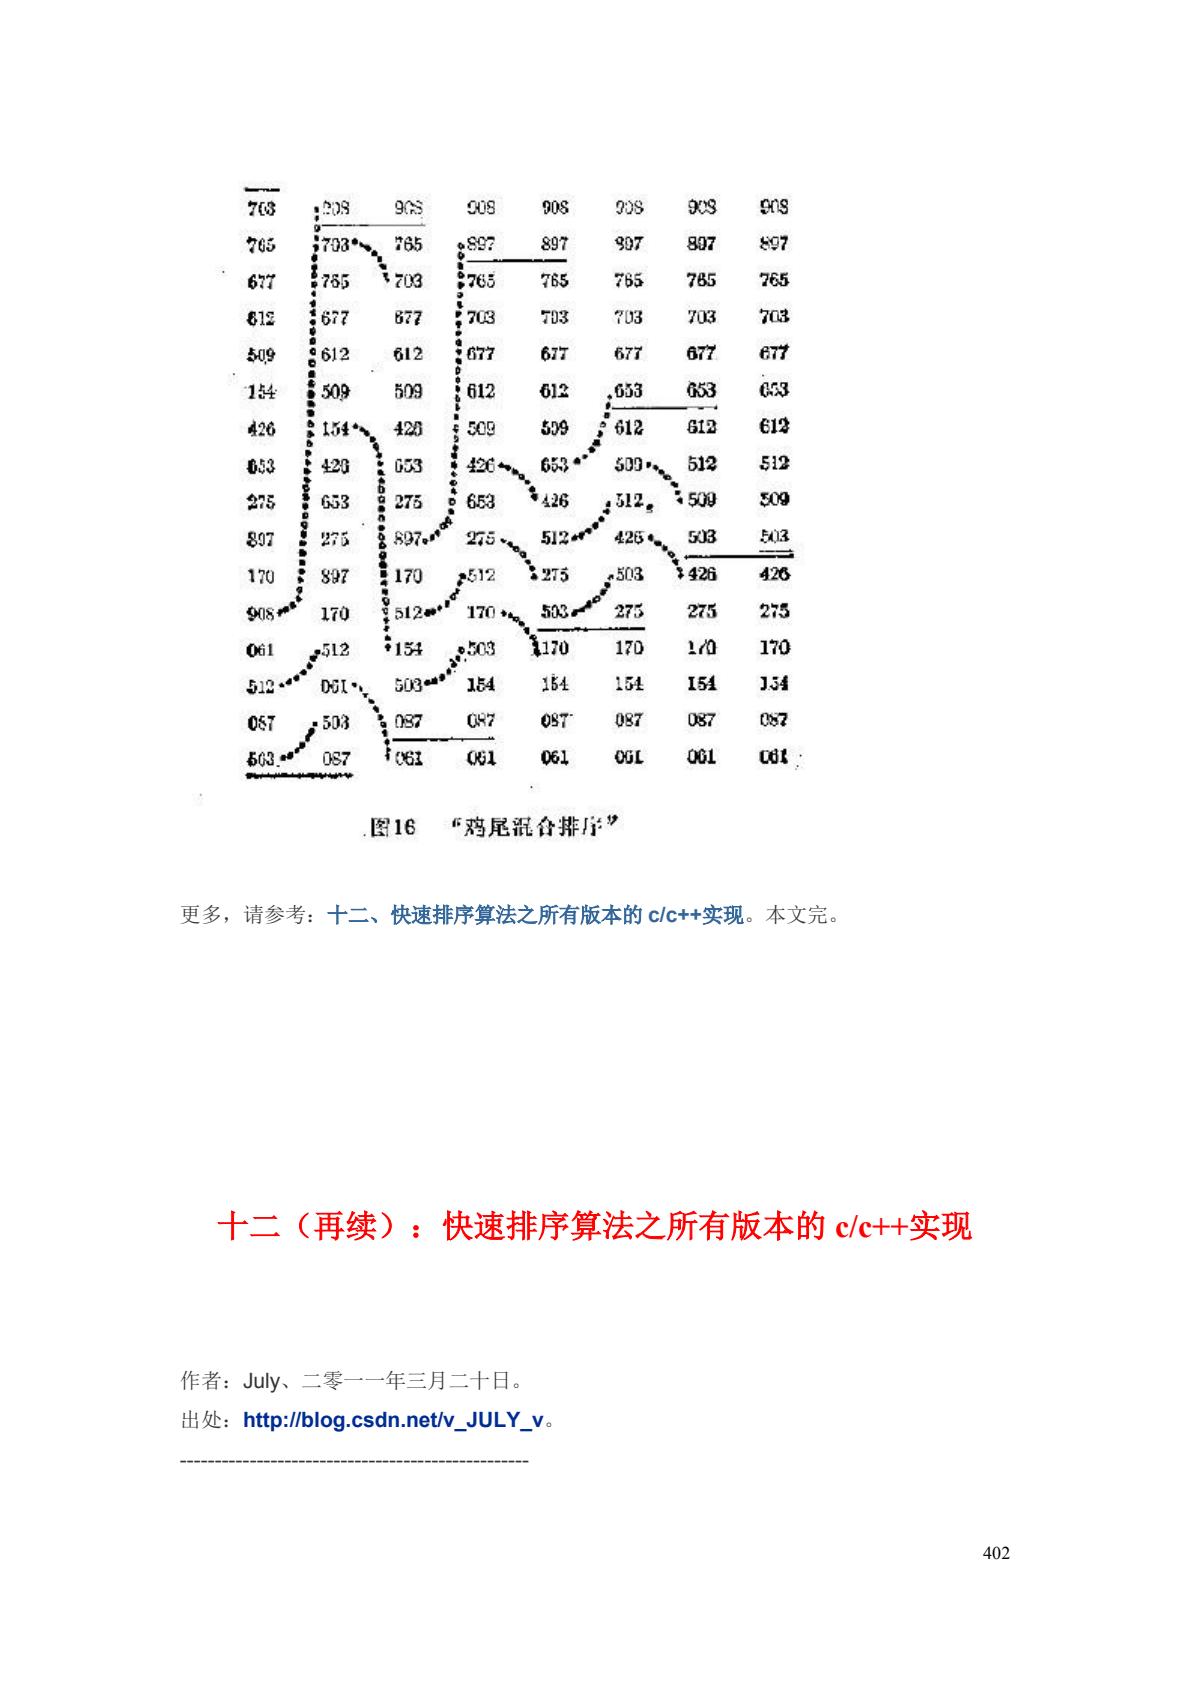 703 908 908 908 908 908 908 908
765 703 765 897 897 897 897 897
677 765 703 765 765 765 765 765
612 677 677 703 703 703 703 703
509 612 612 677 677 677 677 677
154 509 509 612 612 653 653 653
426 154 426 509 509 612 612 612
653 426 653 426 653 509 512 512
275 653 275 653 426 512 509 509
897 275 897 275 512 426 503 503
170 897 170 512 275 503 426 426
908 170 512 170 503 275 275 275
061 512 154 503 170 170 170 170
512 061 503 154 154 154 154 154
087 503 087 087 087 087 087 087
503 087 061 061 061 061 061 061
图16 “鸡尾混合排序”
更多，请参考：十二、快速排序算法之所有版本的 c/c++实现。本文完。
十二（再续）：快速排序算法之所有版本的 c/c++实现
作者：July、二零一一年三月二十日。
出处：http://blog.csdn.net/v_JULY_v。
--------------------------------------------------
402